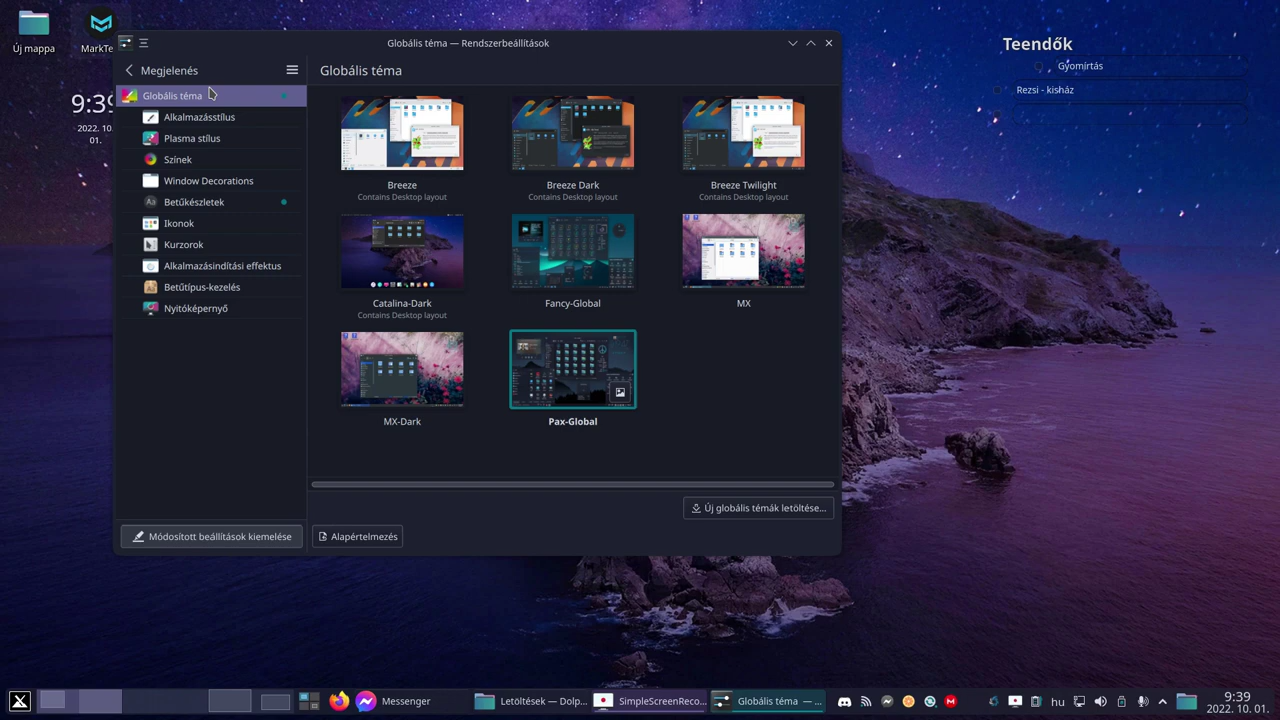 Új mappa
MarkTe
9:39
2022. 10.
01.
Globális téma — Rendszerbeállítások
Megjelenés
Globális téma
Alkalmazásstílus
Plasma stílus
Színek
Window Decorations
Betűkészletek
Ikonok
Kurzorok
Alkalmazásindítási effektus
Betűtípus-kezelés
Nyitóképernyő
Módosított beállítások kiemelése
Globális téma
Breeze
Contains Desktop layout
Breeze Dark
Contains Desktop layout
Breeze Twilight
Contains Desktop layout
Catalina-Dark
Contains Desktop layout
Fancy-Global
MX
MX-Dark
Pax-Global
Új globális témák letöltése...
Alapértelmezés
Teendők
Gyomírtás
Rezsi - kisház
Messenger
Letöltések — Dolp...
SimpleScreenReco...
Globális téma — ...
hu
9:39
2022. 10. 01.